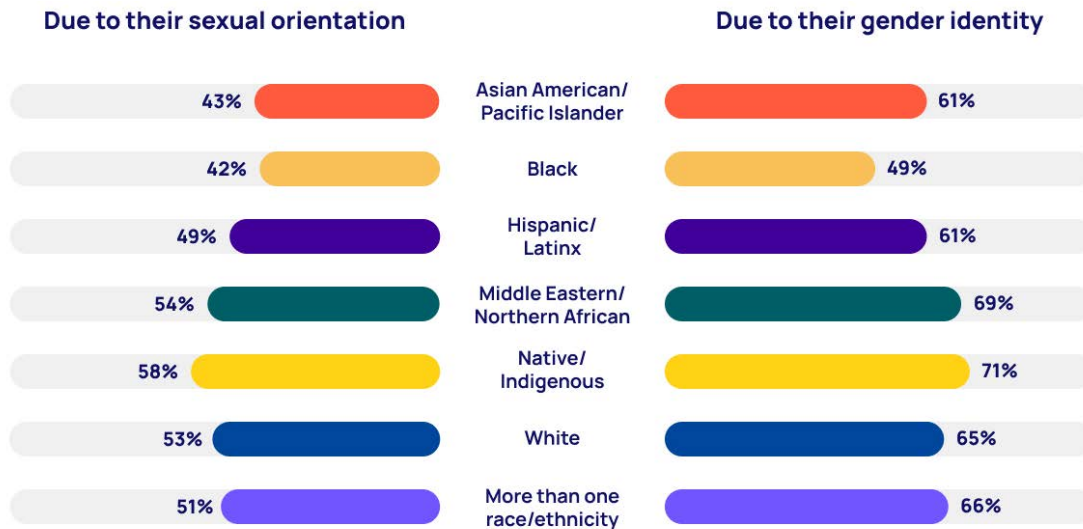 Due to their sexual orientation
Due to their gender identity
43%
Asian American/
Pacific Islander
61%
42%
Black
49%
49%
Hispanic/
Latinx
61%
54%
Middle Eastern/
Northern African
69%
58%
Native/
Indigenous
71%
53%
White
65%
51%
More than one
race/ethnicity
66%